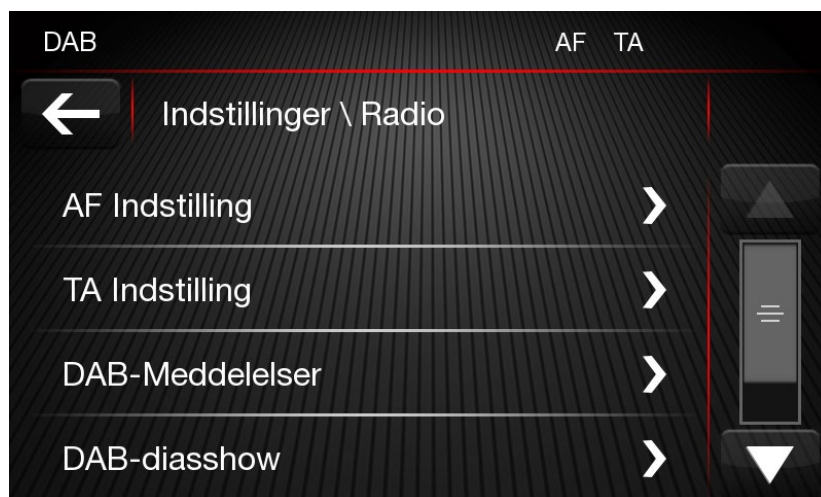 DAB AF TA
Indstillinger \ Radio
AF Indstilling
TA Indstilling
DAB-Meddelelser
DAB-diasshow